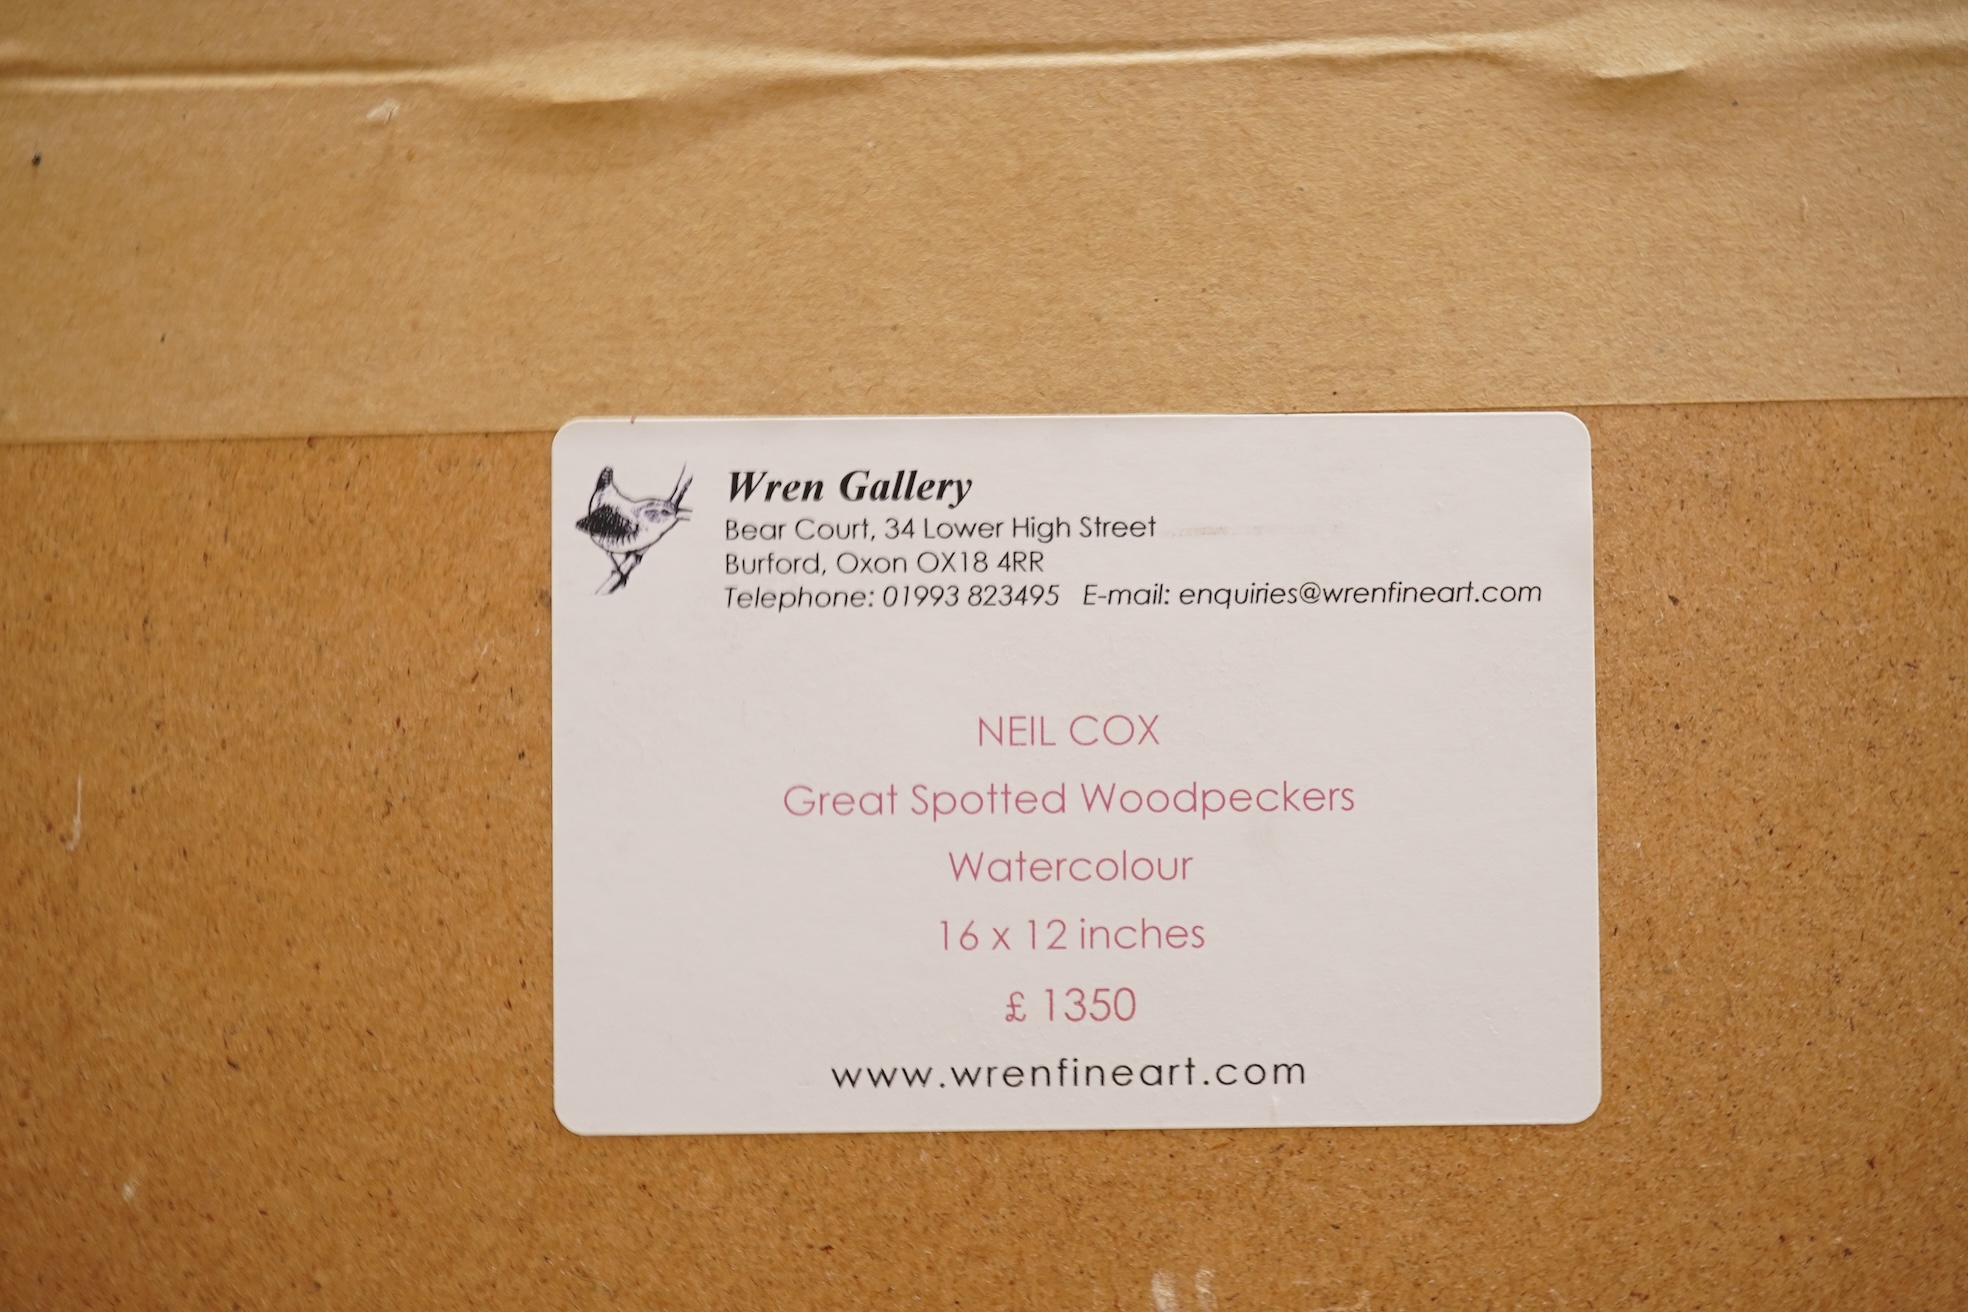 Wren Gallery
Bear Court, 34 Lower High Street
Burford, Oxon OX18 4RR
Telephone: 01993 823495 E-mail: enquiries@wrenfineart.com
NEIL COX
Great Spotted Woodpeckers
Watercolour
16 x 12 inches
£ 1350
www.wrenfineart.com